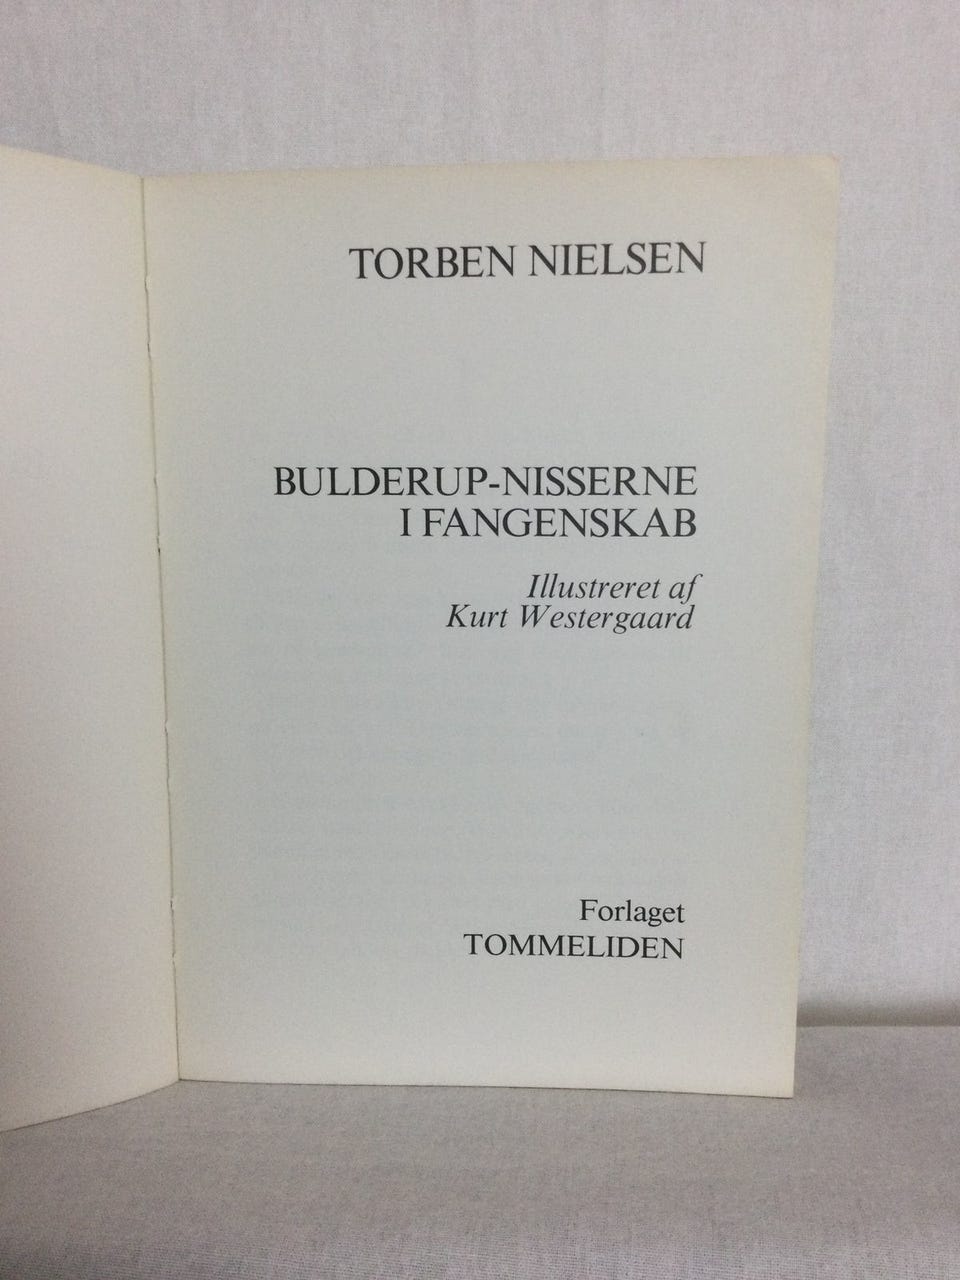 TORBEN NIELSEN
BULDERUP-NISSERNE
I FANGENSKAB
Illustreret af
Kurt Westergaard
Forlaget
TOMMELIDEN